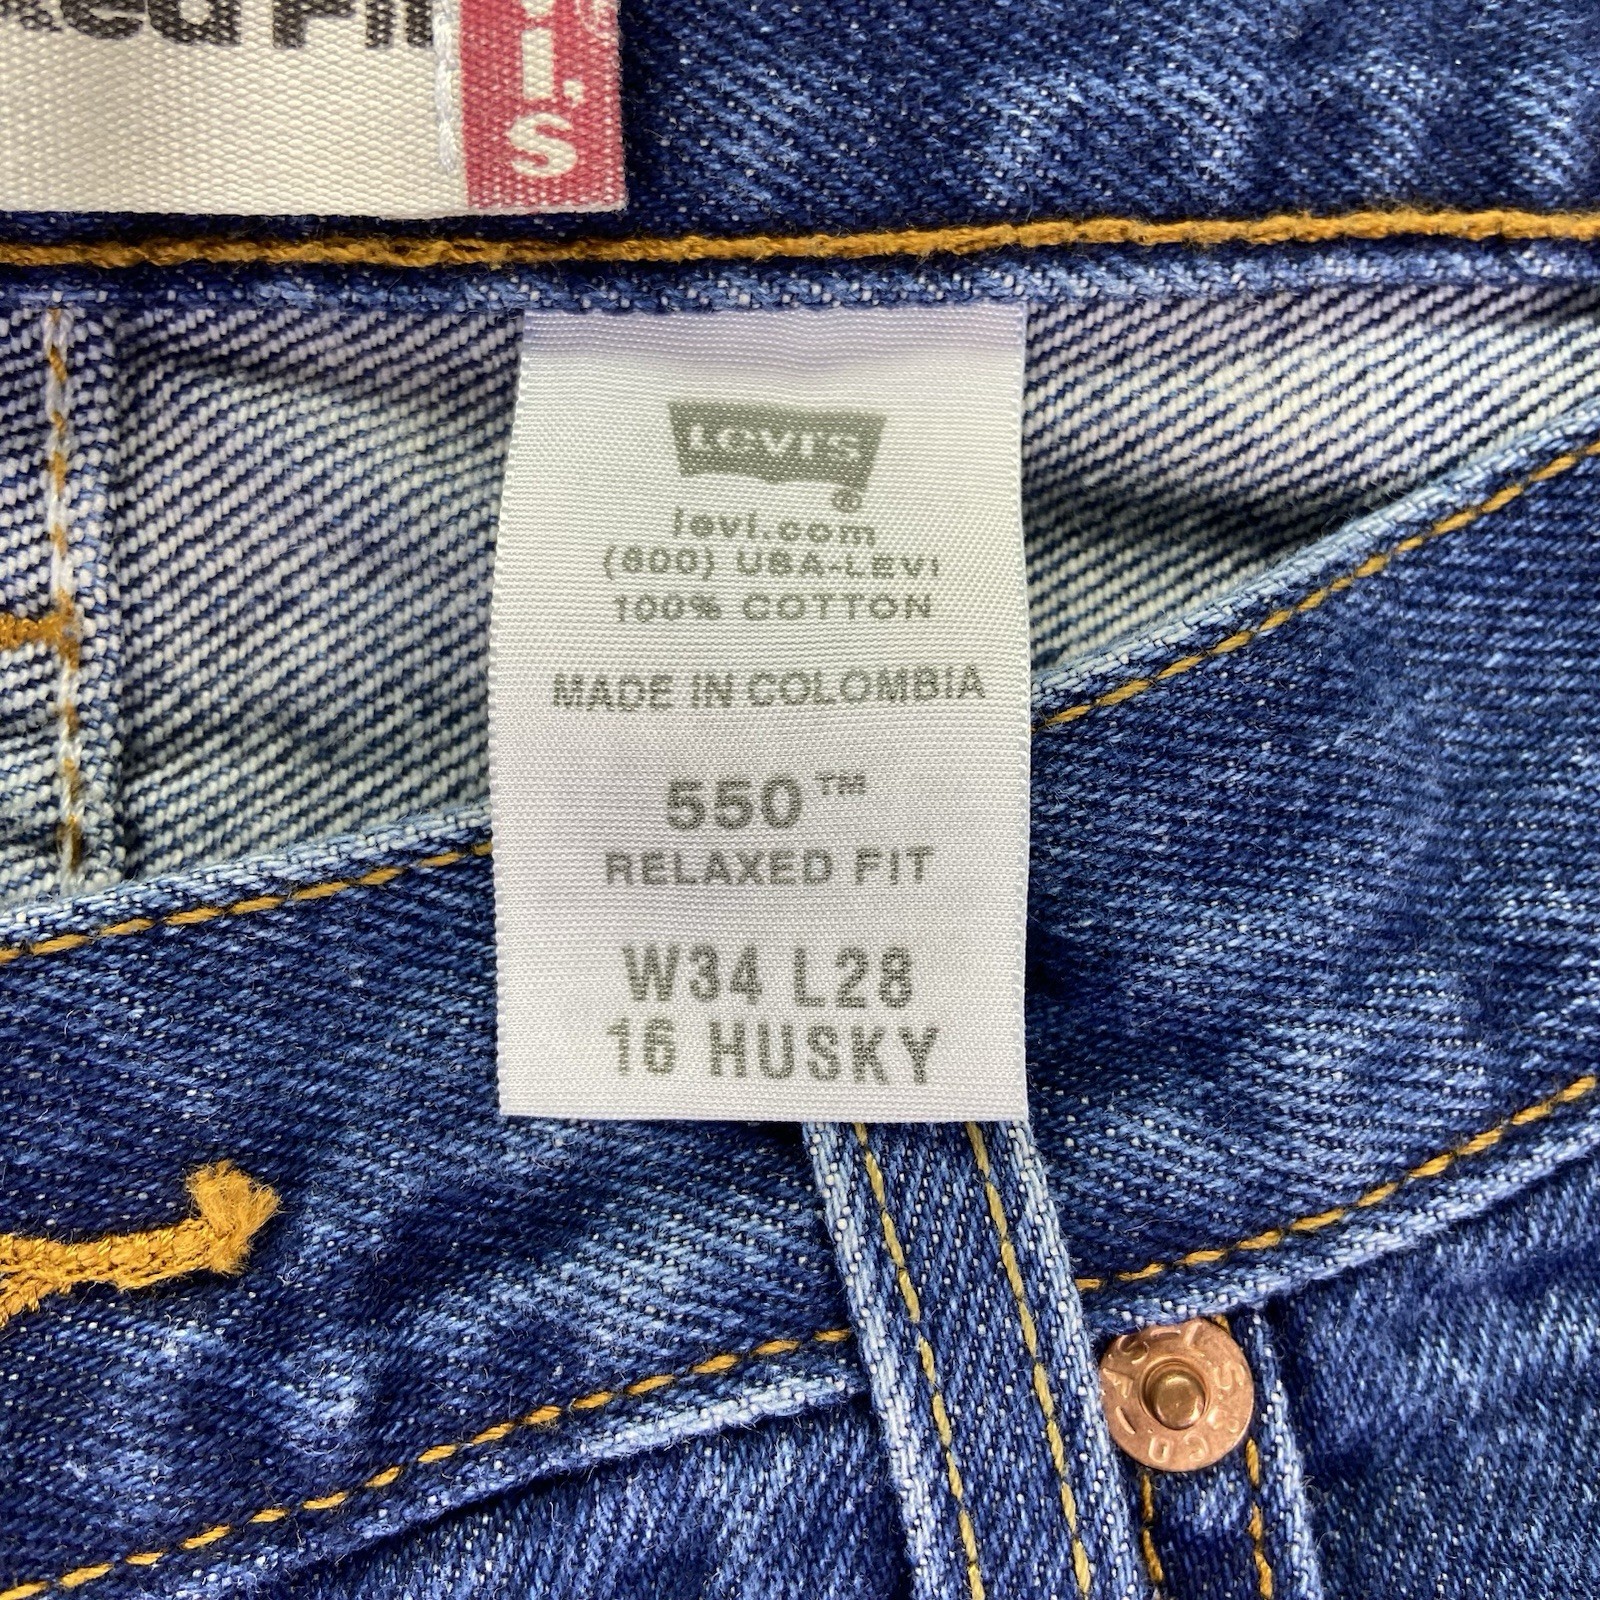 LEVI'S
®
levi.com
(800) USA-LEVI
100% COTTON
MADE IN COLOMBIA
550™
RELAXED FIT
W34 L28
16 HUSKY